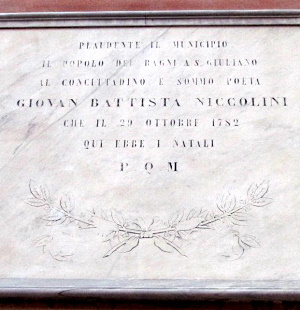 PLAUDENTE IL MUNICIPIO
IL POPOLO DEI BAGNI A S. GIULIANO
AL CONCITTADINO E SOMMO POETA
GIOVAN BATTISTA NICCOLINI
CHE IL 29 OTTOBRE 1782
QUI EBBE I NATALI
P Q M